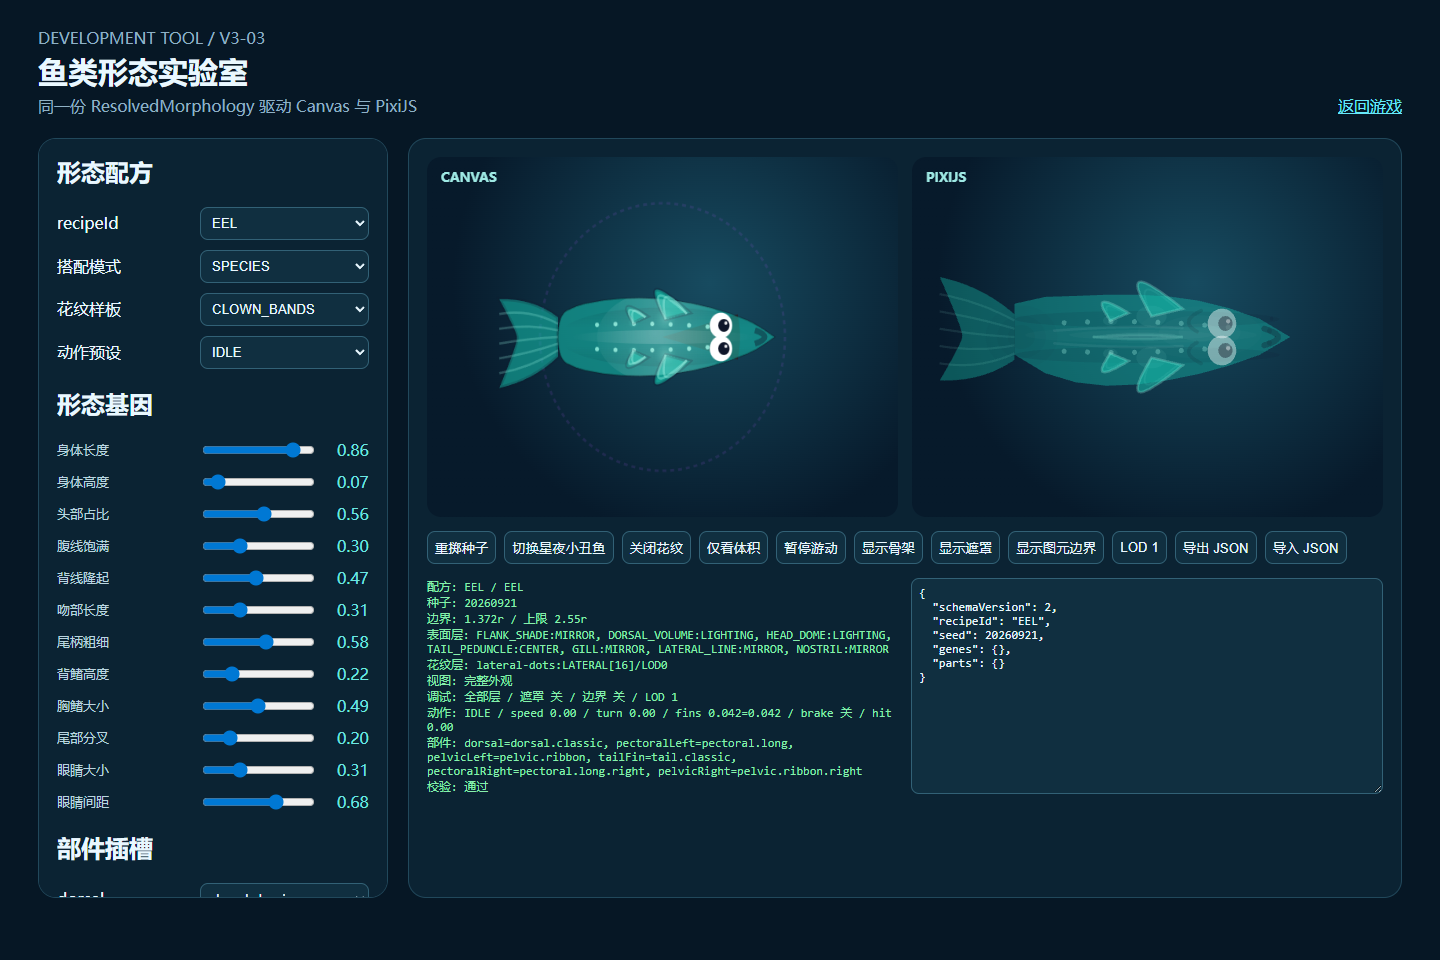 DEVELOPMENT TOOL / V3-03
鱼类形态实验室
同一份 ResolvedMorphology 驱动 Canvas 与 PixiJS
返回游戏
形态配方
recipeId
EEL
搭配模式
SPECIES
花纹样板
CLOWN_BANDS
动作预设
IDLE
形态基因
身体长度
0.86
身体高度
0.07
头部占比
0.56
腹线饱满
0.30
背线隆起
0.47
吻部长度
0.31
尾柄粗细
0.58
背鳍高度
0.22
胸鳍大小
0.49
尾部分叉
0.20
眼睛大小
0.31
眼睛间距
0.68
部件插槽
CANVAS
PIXIJS
重掷种子
切换星夜小丑鱼
关闭花纹
仅看体积
暂停游动
显示骨架
显示遮罩
显示图元边界
LOD 1
导出 JSON
导入 JSON
配方: EEL / EEL
种子: 20260921
边界: 1.372r / 上限 2.55r
表面层: FLANK_SHADE:MIRROR, DORSAL_VOLUME:LIGHTING, HEAD_DOME:LIGHTING,
TAIL_PEDUNCLE:CENTER, GILL:MIRROR, LATERAL_LINE:MIRROR, NOSTRIL:MIRROR
花纹层: lateral-dots:LATERAL[16]/LOD0
视图: 完整外观
调试: 全部层 / 遮罩 关 / 边界 关 / LOD 1
动作: IDLE / speed 0.00 / turn 0.00 / fins 0.042=0.042 / brake 关 / hit
0.00
部件: dorsal=dorsal.classic, pectoralLeft=pectoral.long,
pelvicLeft=pelvic.ribbon, tailFin=tail.classic,
pectoralRight=pectoral.long.right, pelvicRight=pelvic.ribbon.right
校验: 通过
{
"schemaVersion": 2,
"recipeId": "EEL",
"seed": 20260921,
"genes": {},
"parts": {}
}